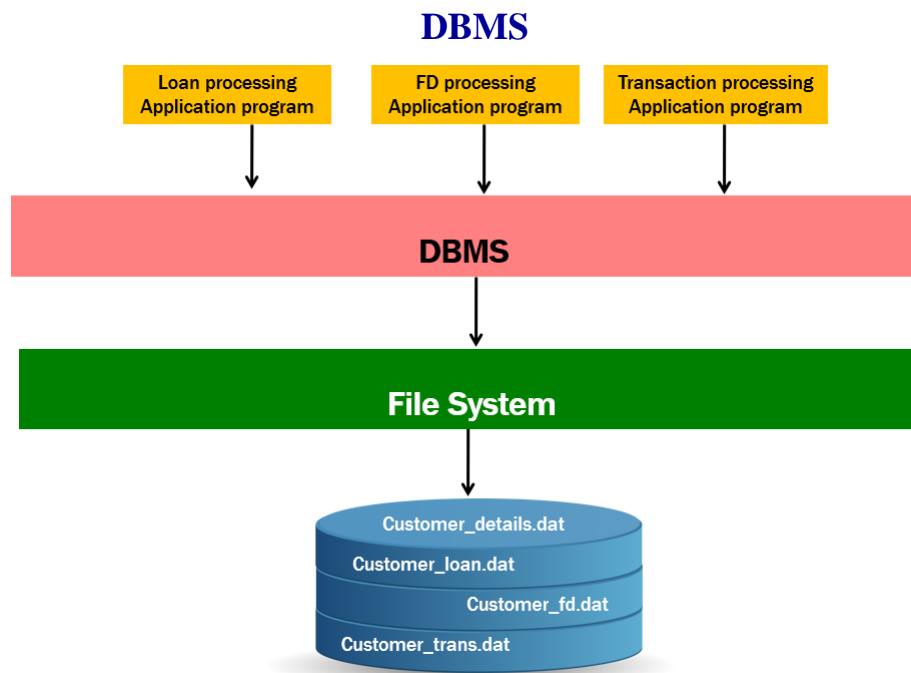 DBMS
Loan processing
Application program
FD processing
Application program
Transaction processing
Application program
DBMS
File System
Customer_details.dat
Customer_loan.dat
Customer_fd.dat
Customer_trans.dat